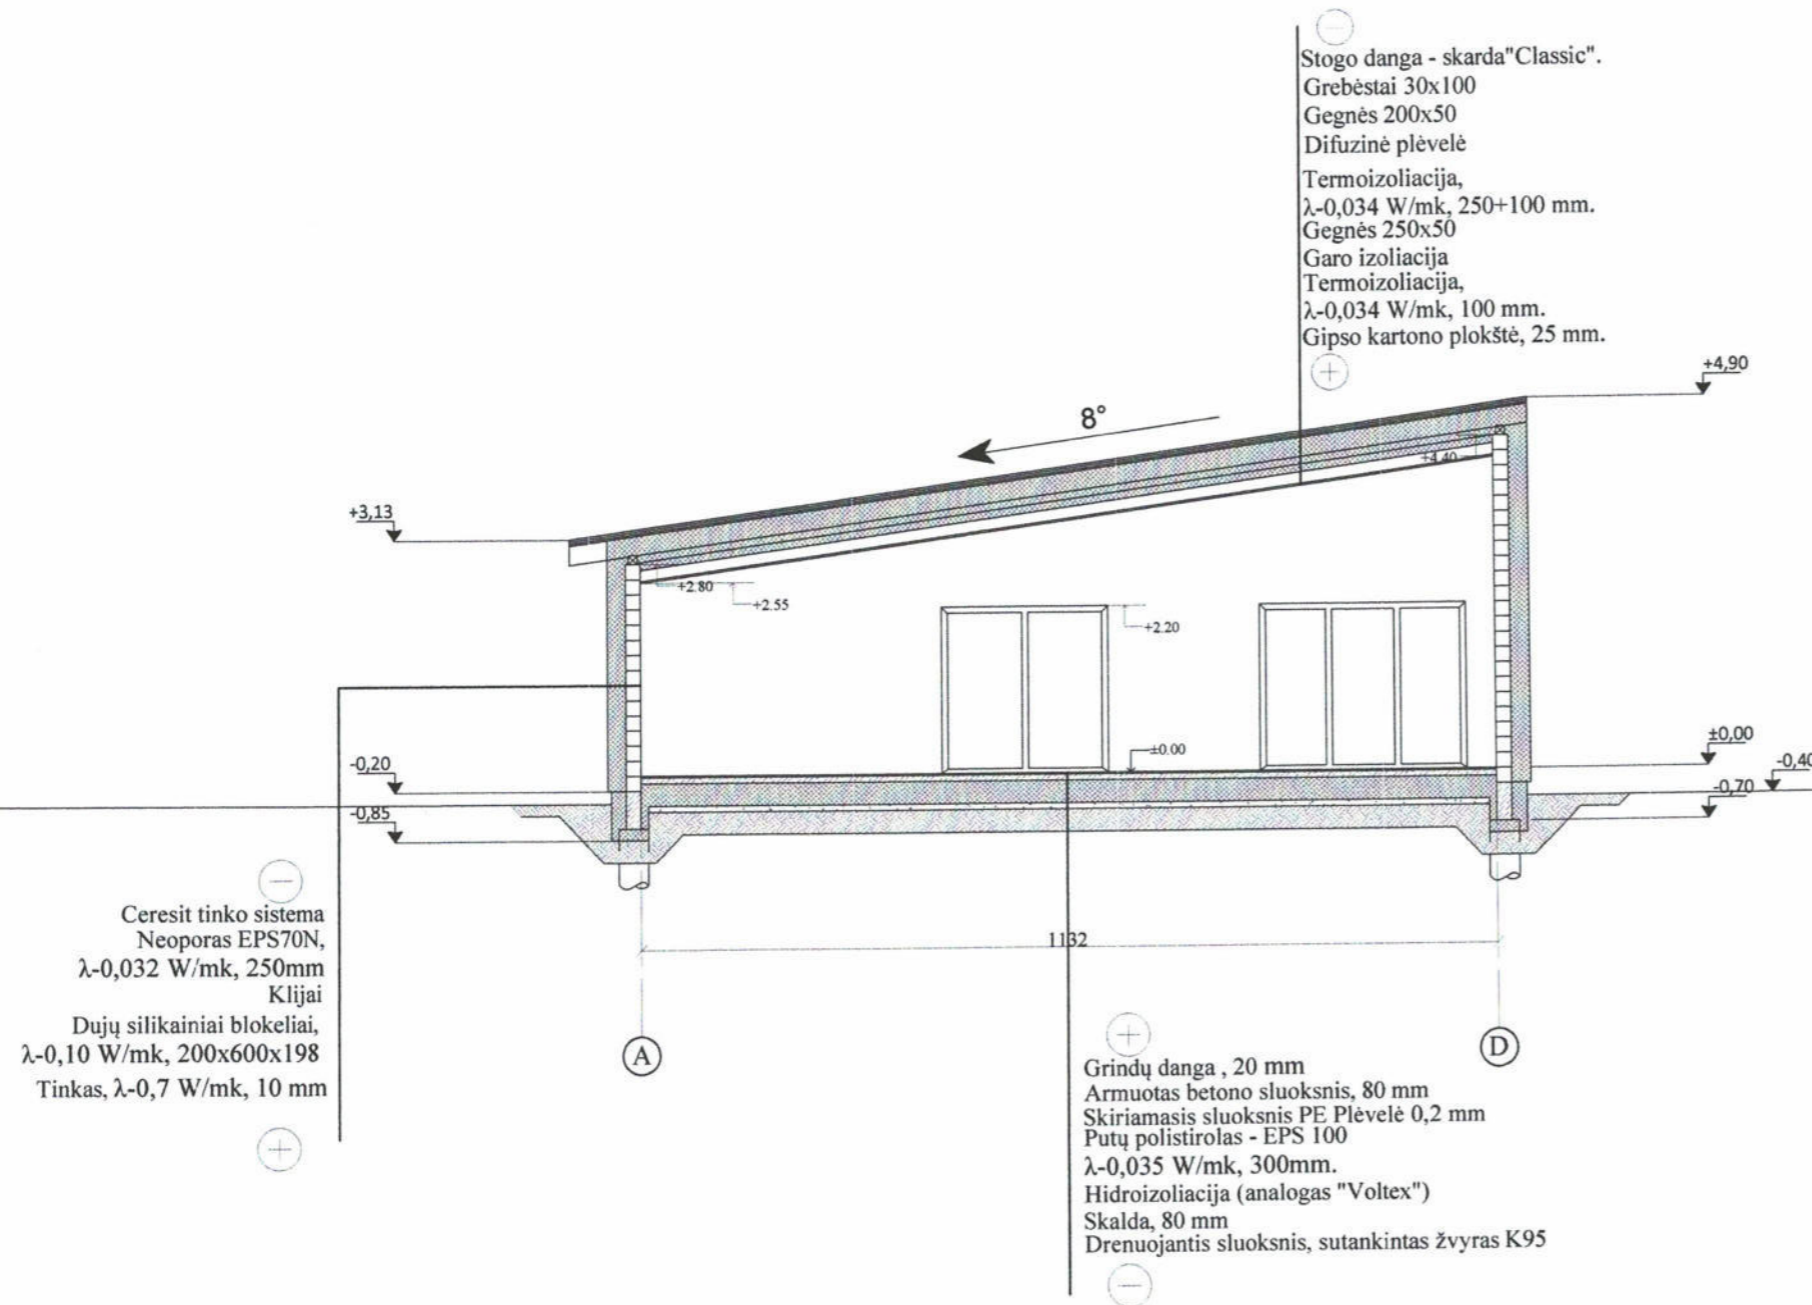 Stogo danga - skarda"Classic".
Grebėstai 30x100
Gegnės 200x50
Difuzinė plėvelė
Termoizoliacija,
λ-0,034 W/mk, 250+100 mm.
Gegnės 250x50
Garo izoliacija
Termoizoliacija,
λ-0,034 W/mk, 100 mm.
Gipso kartono plokštė, 25 mm.
+4,90
8°
+4.40
+3,13
+2.80
+2.55
+2.20
±0.00
±0,00
-0,20
-0,40
-0,70
-0,85
Ceresit tinko sistema
Neoporas EPS70N,
λ-0,032 W/mk, 250mm
Klijai
Dujų silikainiai blokeliai,
λ-0,10 W/mk, 200x600x198
Tinkas, λ-0,7 W/mk, 10 mm
1132
A
D
Grindų danga , 20 mm
Armuotas betono sluoksnis, 80 mm
Skiriamasis sluoksnis PE Plėvelė 0,2 mm
Putų polistirolas - EPS 100
λ-0,035 W/mk, 300mm.
Hidroizoliacija (analogas "Voltex")
Skalda, 80 mm
Drenuojantis sluoksnis, sutankintas žvyras K95